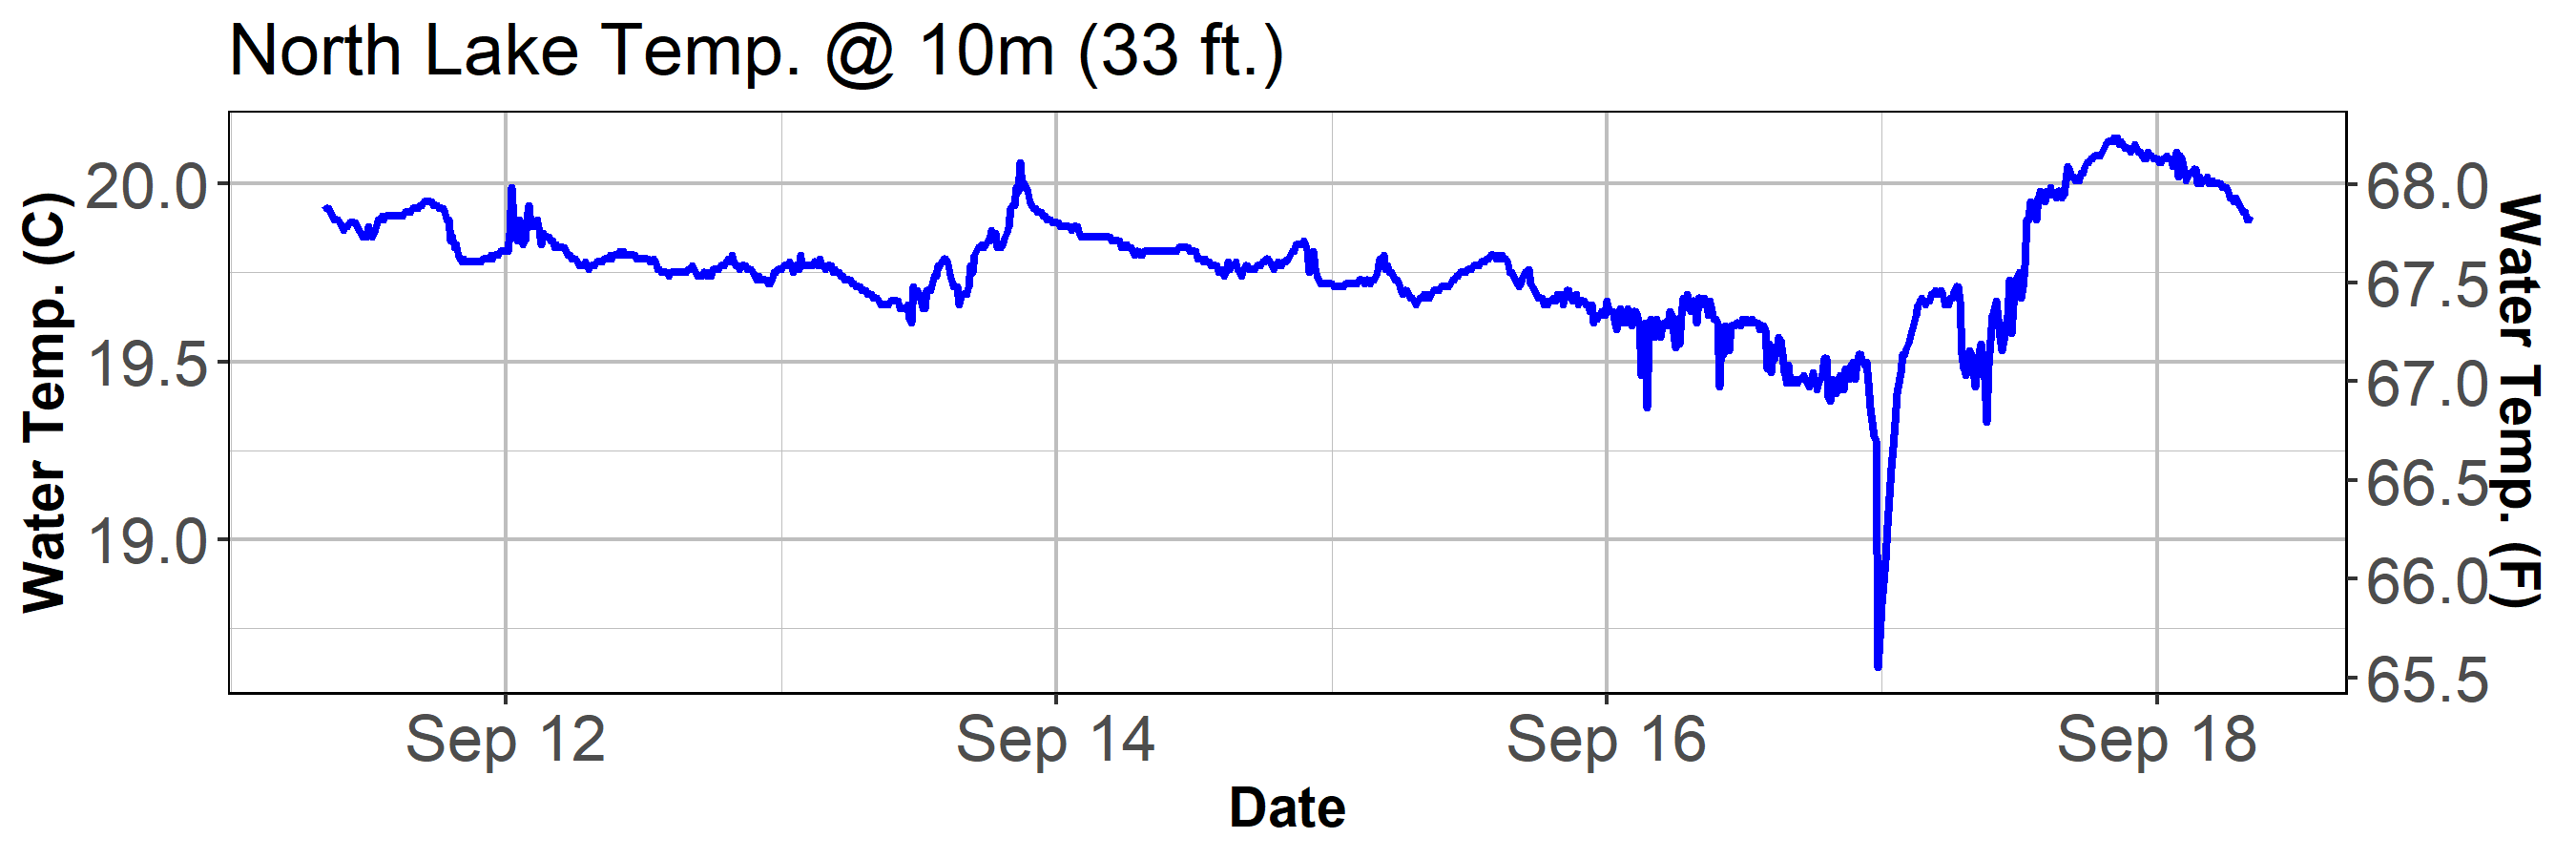 North Lake Temp. @ 10m (33 ft.)
Water Temp. (C)
20.0
19.5
19.0
68.0
67.5
67.0
66.5
66.0
65.5
Water Temp. (F)
Sep 12 Sep 14 Sep 16 Sep 18
Date